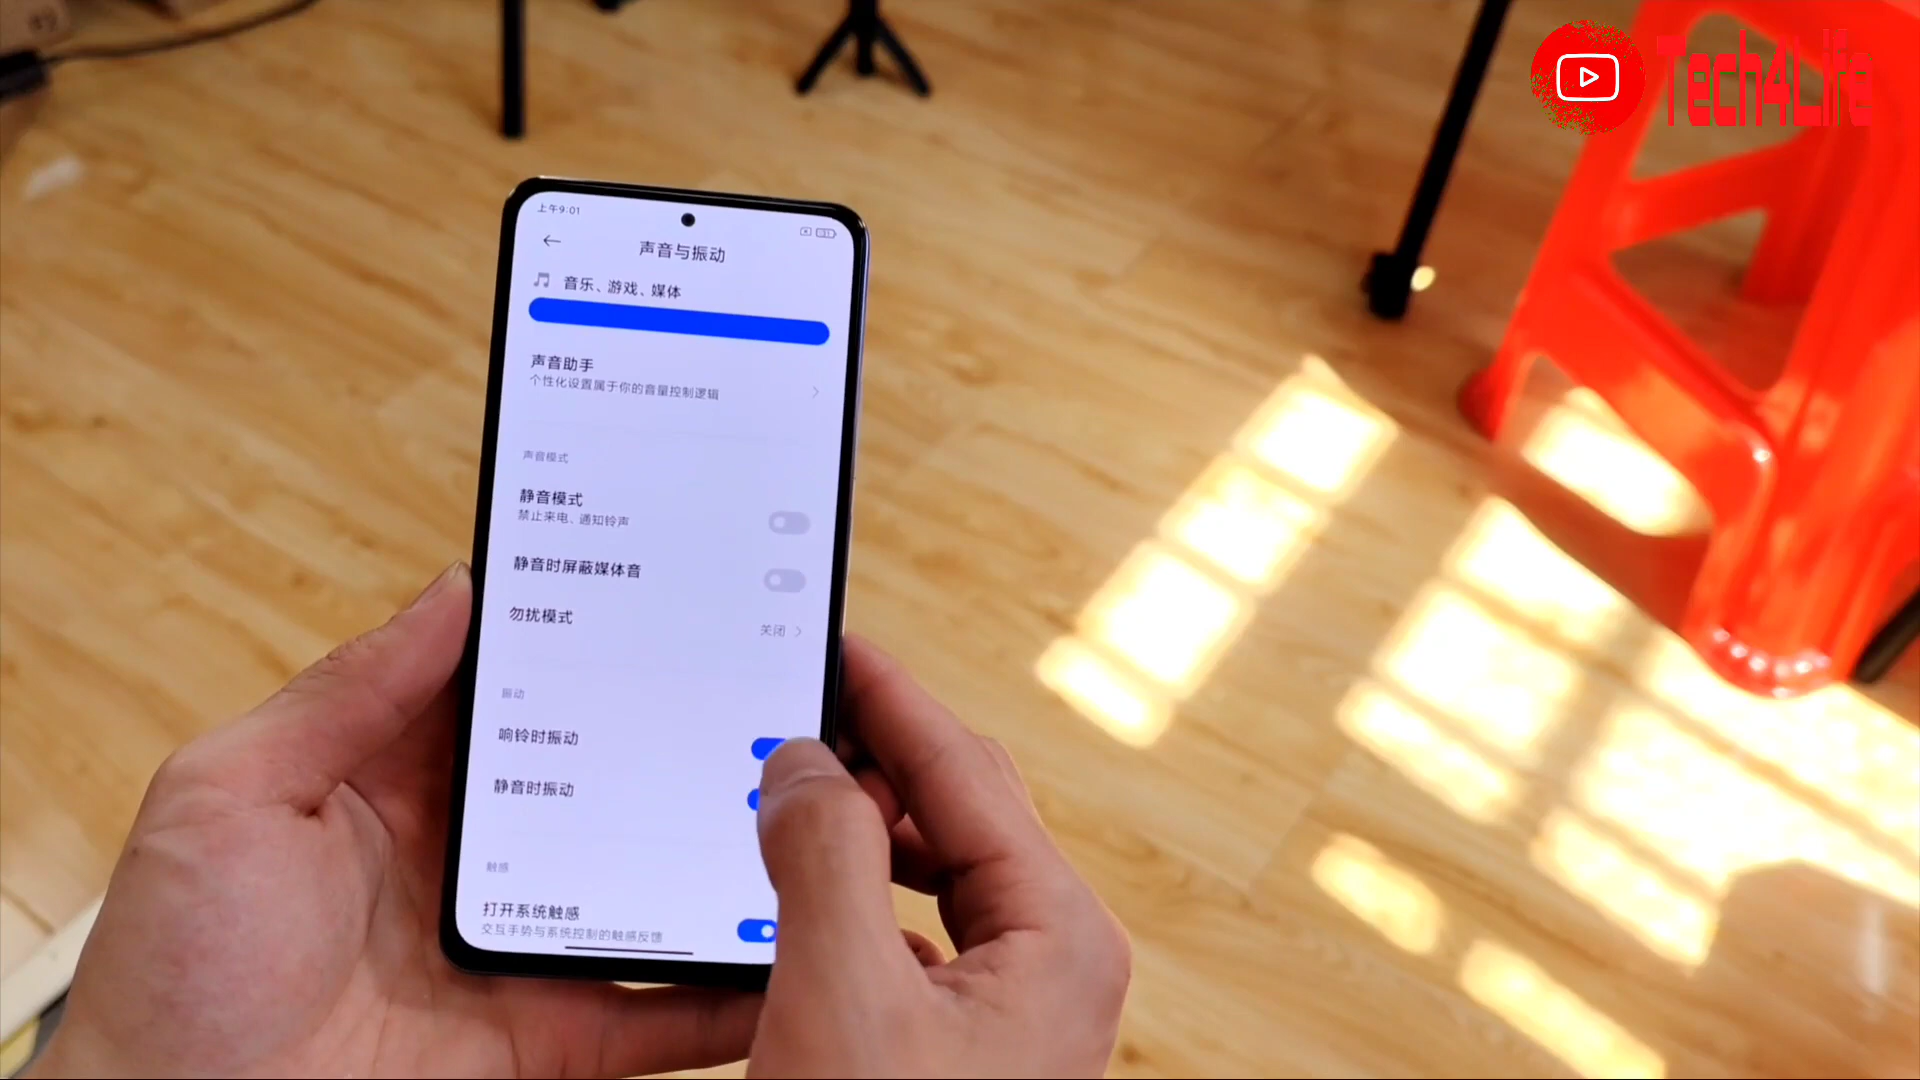 Tech4Life
上午9:01
声音与振动
音乐、游戏、媒体
声音助手
个性化设置属于你的音量控制逻辑
声音模式
静音模式
禁止来电、通知铃声
静音时屏蔽媒体音
勿扰模式
关闭
振动
响铃时振动
静音时振动
触感
打开系统触感
交互手势与系统控制的触感反馈